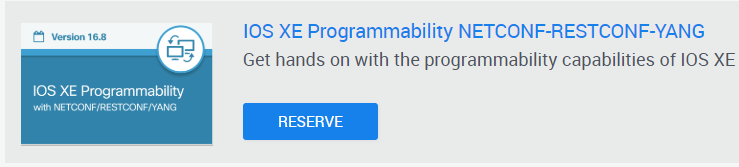 Version 16.8
IOS XE Programmability
with NETCONF/RESTCONF/YANG
IOS XE Programmability NETCONF-RESTCONF-YANG
Get hands on with the programmability capabilities of IOS XE
RESERVE